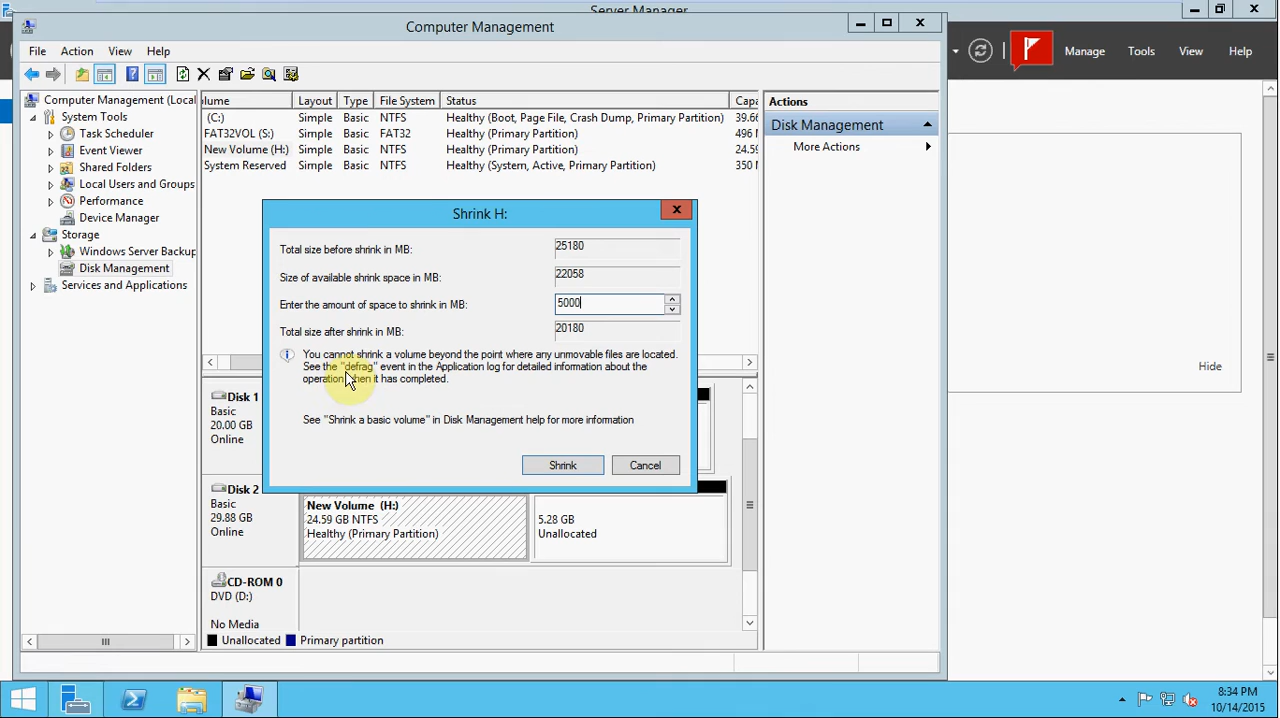 Server Manager
Computer Management
File Action View Help
Manage Tools View Help
Computer Management (Local
System Tools
Task Scheduler
Event Viewer
Shared Folders
Local Users and Groups
Performance
Device Manager
Storage
Windows Server Backup
Disk Management
Services and Applications
olume Layout Type File System Status Capa
(C:) Simple Basic NTFS Healthy (Boot, Page File, Crash Dump, Primary Partition) 39.66
FAT32VOL (S:) Simple Basic FAT32 Healthy (Primary Partition) 496 M
New Volume (H:) Simple Basic NTFS Healthy (Primary Partition) 24.59
System Reserved Simple Basic NTFS Healthy (System, Active, Primary Partition) 350 M
Actions
Disk Management
More Actions
Hide
Shrink H:
Total size before shrink in MB: 25180
Size of available shrink space in MB: 22058
Enter the amount of space to shrink in MB: 5000
Total size after shrink in MB: 20180
You cannot shrink a volume beyond the point where any unmovable files are located.
See the "defrag" event in the Application log for detailed information about the
operation when it has completed.
See "Shrink a basic volume" in Disk Management help for more information
Shrink Cancel
Disk 1
Basic
20.00 GB
Online
Disk 2
Basic
29.88 GB
Online
New Volume (H:)
24.59 GB NTFS
Healthy (Primary Partition)
5.28 GB
Unallocated
CD-ROM 0
DVD (D:)
No Media
Unallocated Primary partition
8:34 PM
10/14/2015